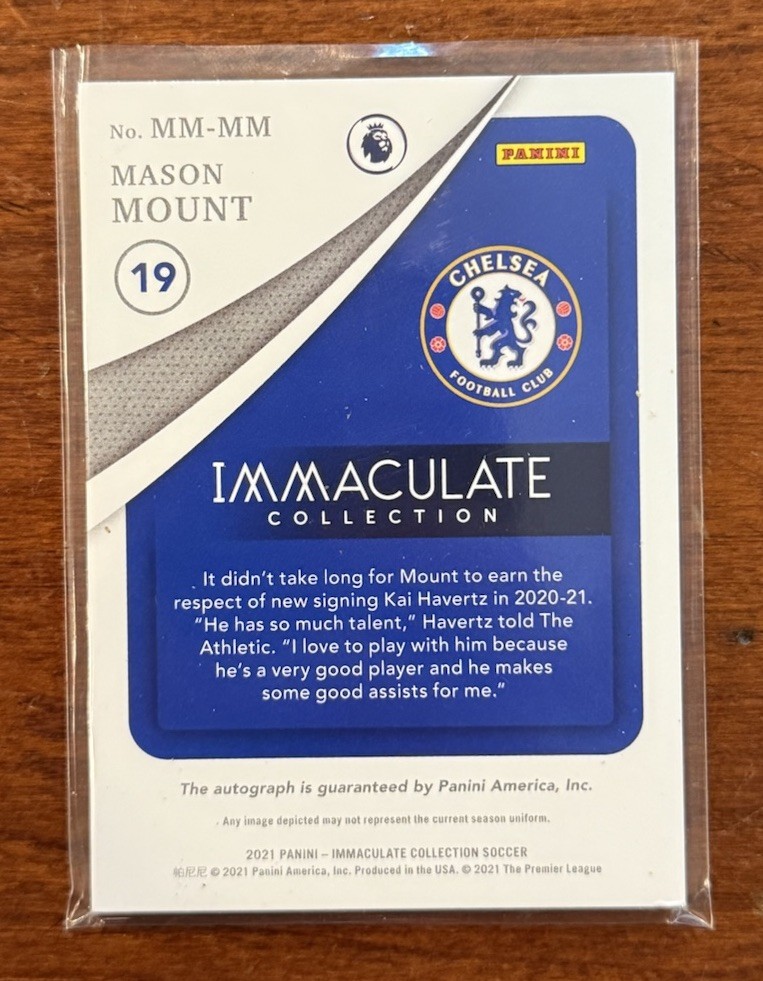 No. MM-MM
MASON
MOUNT
19
PANINI
CHELSEA
FOOTBALL CLUB
IMMACULATE
COLLECTION
It didn't take long for Mount to earn the
respect of new signing Kai Havertz in 2020-21.
"He has so much talent," Havertz told The
Athletic. "I love to play with him because
he's a very good player and he makes
some good assists for me."
The autograph is guaranteed by Panini America, Inc.
Any image depicted may not represent the current season uniform.
2021 PANINI – IMMACULATE COLLECTION SOCCER
帕尼尼 © 2021 Panini America, Inc. Produced in the USA. © 2021 The Premier League